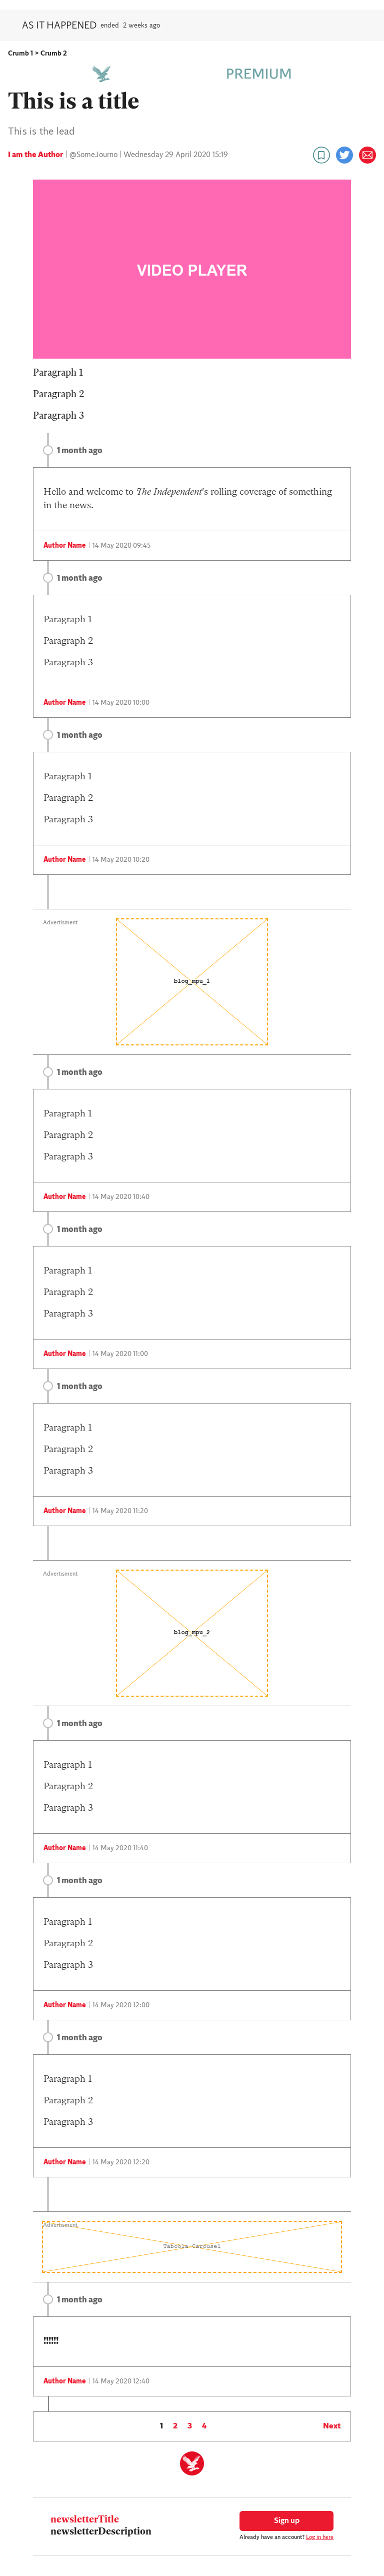 AS IT HAPPENED ended 2 weeks ago
Crumb 1 > Crumb 2
PREMIUM
This is a title
This is the lead
I am the Author | @SomeJourno | Wednesday 29 April 2020 15:19
VIDEO PLAYER
Paragraph 1
Paragraph 2
Paragraph 3
1 month ago
Hello and welcome to The Independent's rolling coverage of something
in the news.
Author Name | 14 May 2020 09:45
1 month ago
Paragraph 1
Paragraph 2
Paragraph 3
Author Name | 14 May 2020 10:00
1 month ago
Paragraph 1
Paragraph 2
Paragraph 3
Author Name | 14 May 2020 10:20
Advertisment
blog_mpu_1
1 month ago
Paragraph 1
Paragraph 2
Paragraph 3
Author Name | 14 May 2020 10:40
1 month ago
Paragraph 1
Paragraph 2
Paragraph 3
Author Name | 14 May 2020 11:00
1 month ago
Paragraph 1
Paragraph 2
Paragraph 3
Author Name | 14 May 2020 11:20
Advertisment
blog_mpu_2
1 month ago
Paragraph 1
Paragraph 2
Paragraph 3
Author Name | 14 May 2020 11:40
1 month ago
Paragraph 1
Paragraph 2
Paragraph 3
Author Name | 14 May 2020 12:00
1 month ago
Paragraph 1
Paragraph 2
Paragraph 3
Author Name | 14 May 2020 12:20
Advertisment
Taboola Carousel
1 month ago
!!!!!!
Author Name | 14 May 2020 12:40
1 2 3 4 Next
newsletterTitle
newsletterDescription
Sign up
Already have an account? Log in here